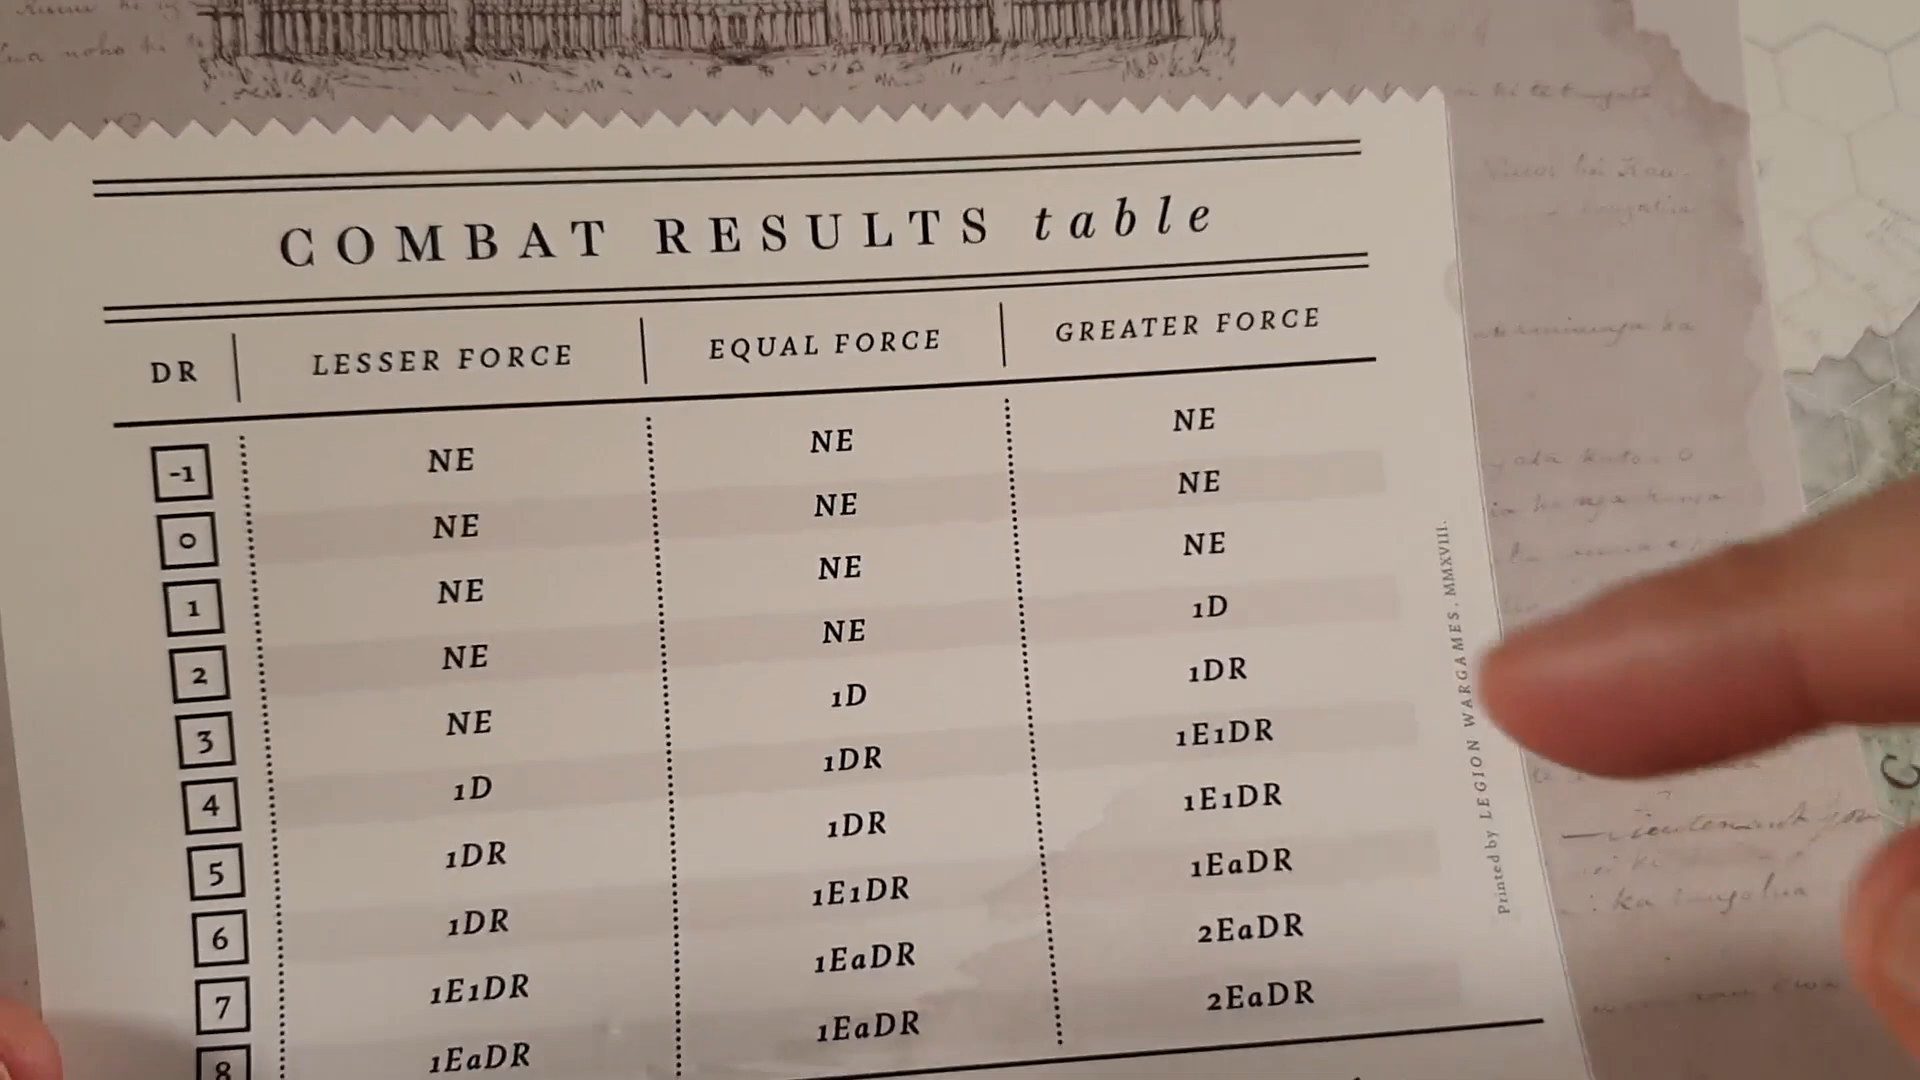 COMBAT RESULTS table
DR LESSER FORCE EQUAL FORCE GREATER FORCE
-1 NE NE NE
0 NE NE NE
1 NE NE NE
2 NE NE 1D
3 NE 1D 1DR
4 1D 1DR 1E1DR
5 1DR 1DR 1E1DR
6 1DR 1E1DR 1EaDR
7 1E1DR 1EaDR 2EaDR
8 1EaDR 1EaDR 2EaDR
Printed by LEGION WARGAMES, MMXVIII.